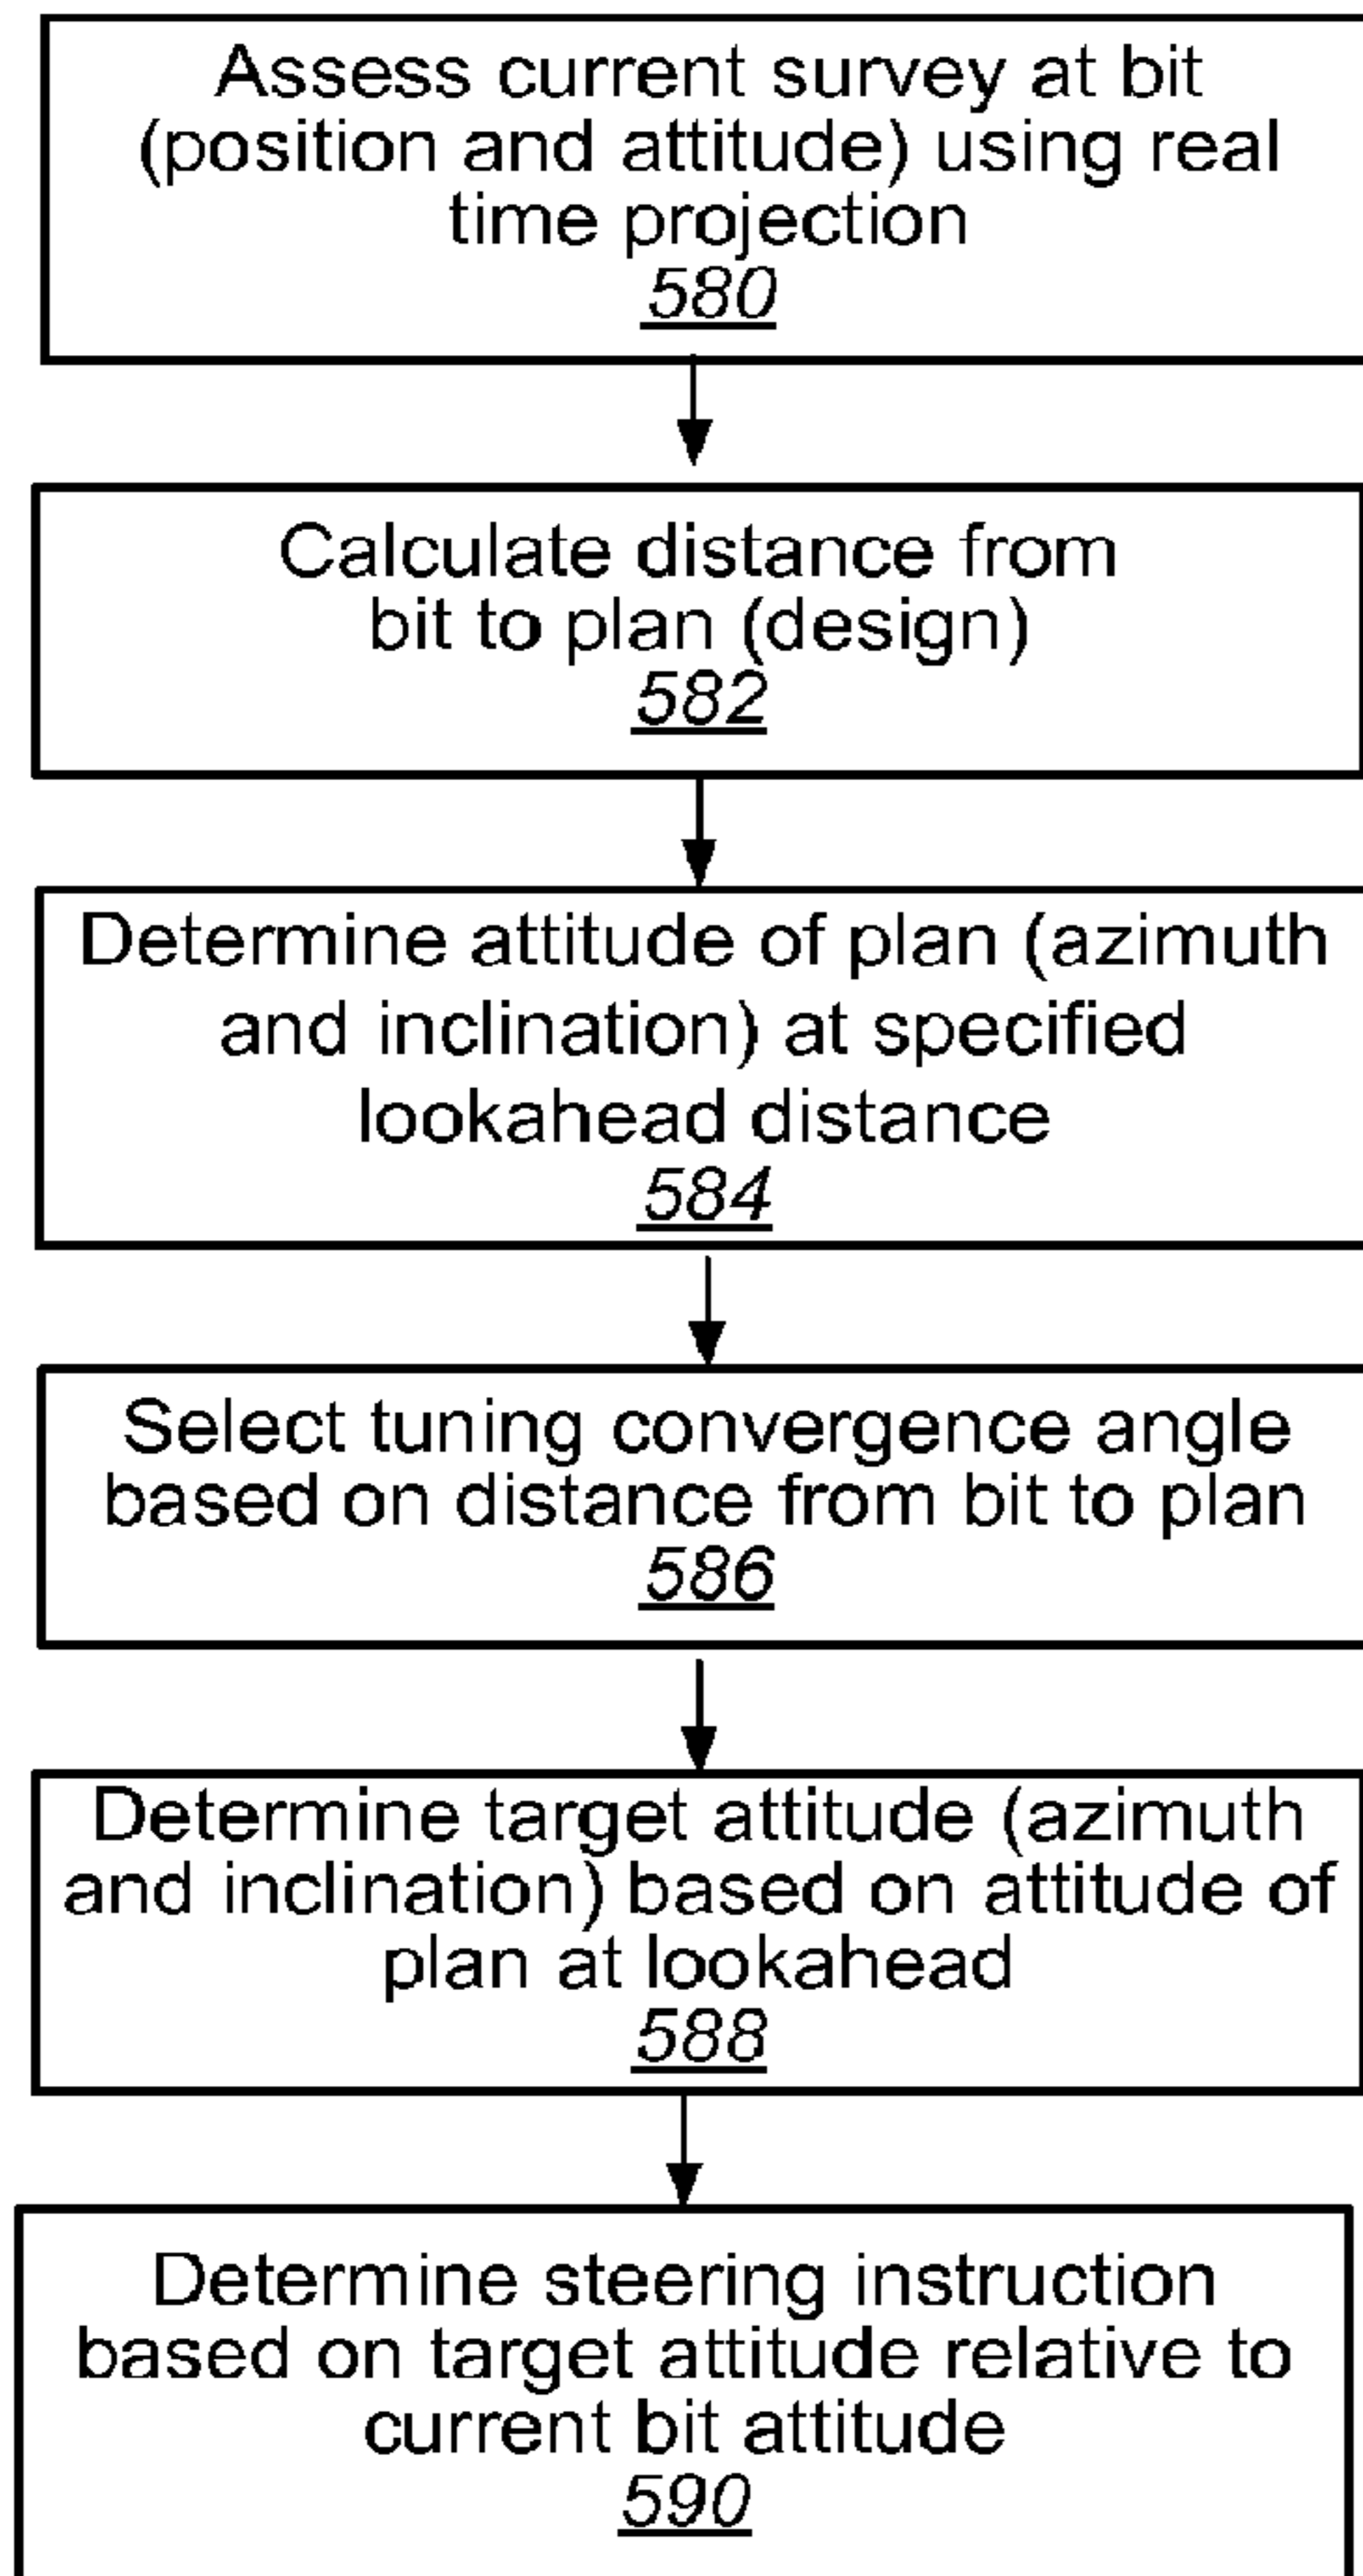 Assess current survey at bit
(position and attitude) using real
time projection
580
Calculate distance from
bit to plan (design)
582
Determine attitude of plan (azimuth
and inclination) at specified
lookahead distance
584
Select tuning convergence angle
based on distance from bit to plan
586
Determine target attitude (azimuth
and inclination) based on attitude of
plan at lookahead
588
Determine steering instruction
based on target attitude relative to
current bit attitude
590